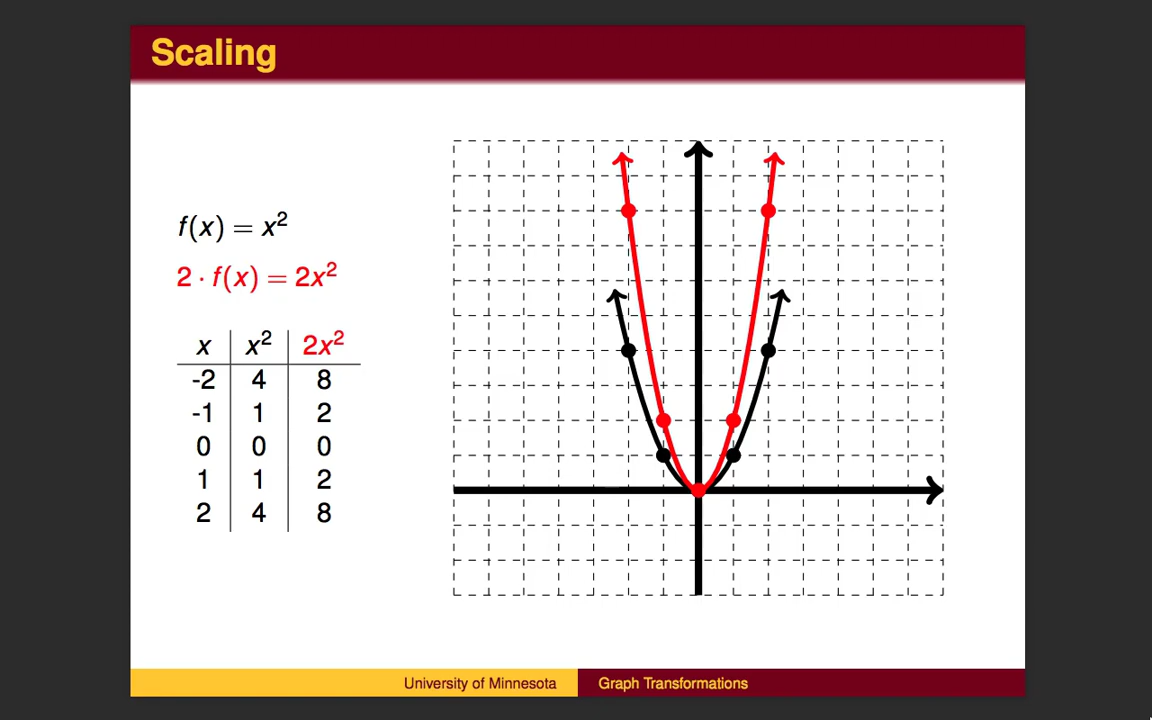 Scaling
f(x) = x²
2 · f(x) = 2x²
x x² 2x²
-2 4 8
-1 1 2
0 0 0
1 1 2
2 4 8
University of Minnesota Graph Transformations